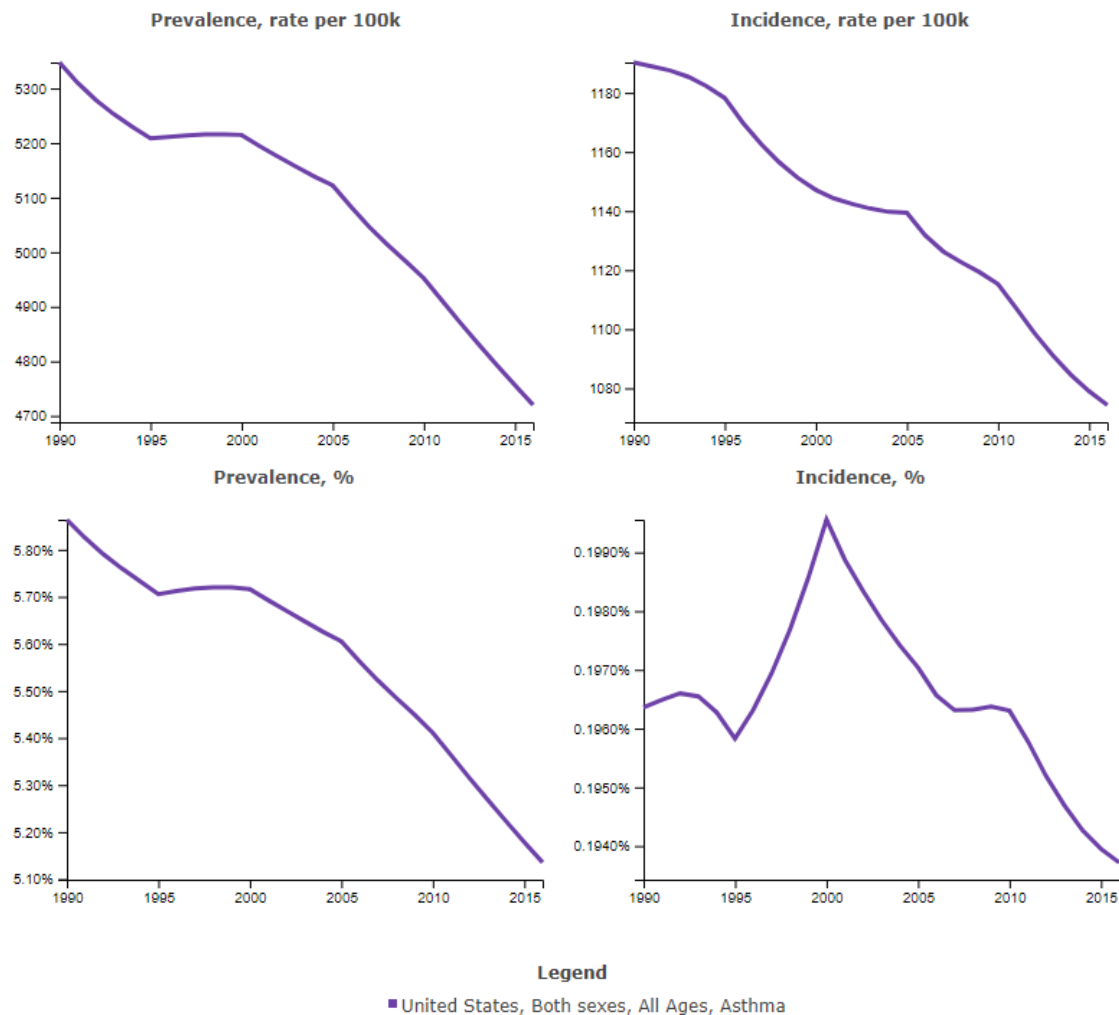 Prevalence, rate per 100k
5300
5200
5100
5000
4900
4800
4700
1990 1995 2000 2005 2010 2015
Incidence, rate per 100k
1180
1160
1140
1120
1100
1080
1990 1995 2000 2005 2010 2015
Prevalence, %
5.80%
5.70%
5.60%
5.50%
5.40%
5.30%
5.20%
5.10%
1990 1995 2000 2005 2010 2015
Incidence, %
0.1990%
0.1980%
0.1970%
0.1960%
0.1950%
0.1940%
1990 1995 2000 2005 2010 2015
Legend
United States, Both sexes, All Ages, Asthma